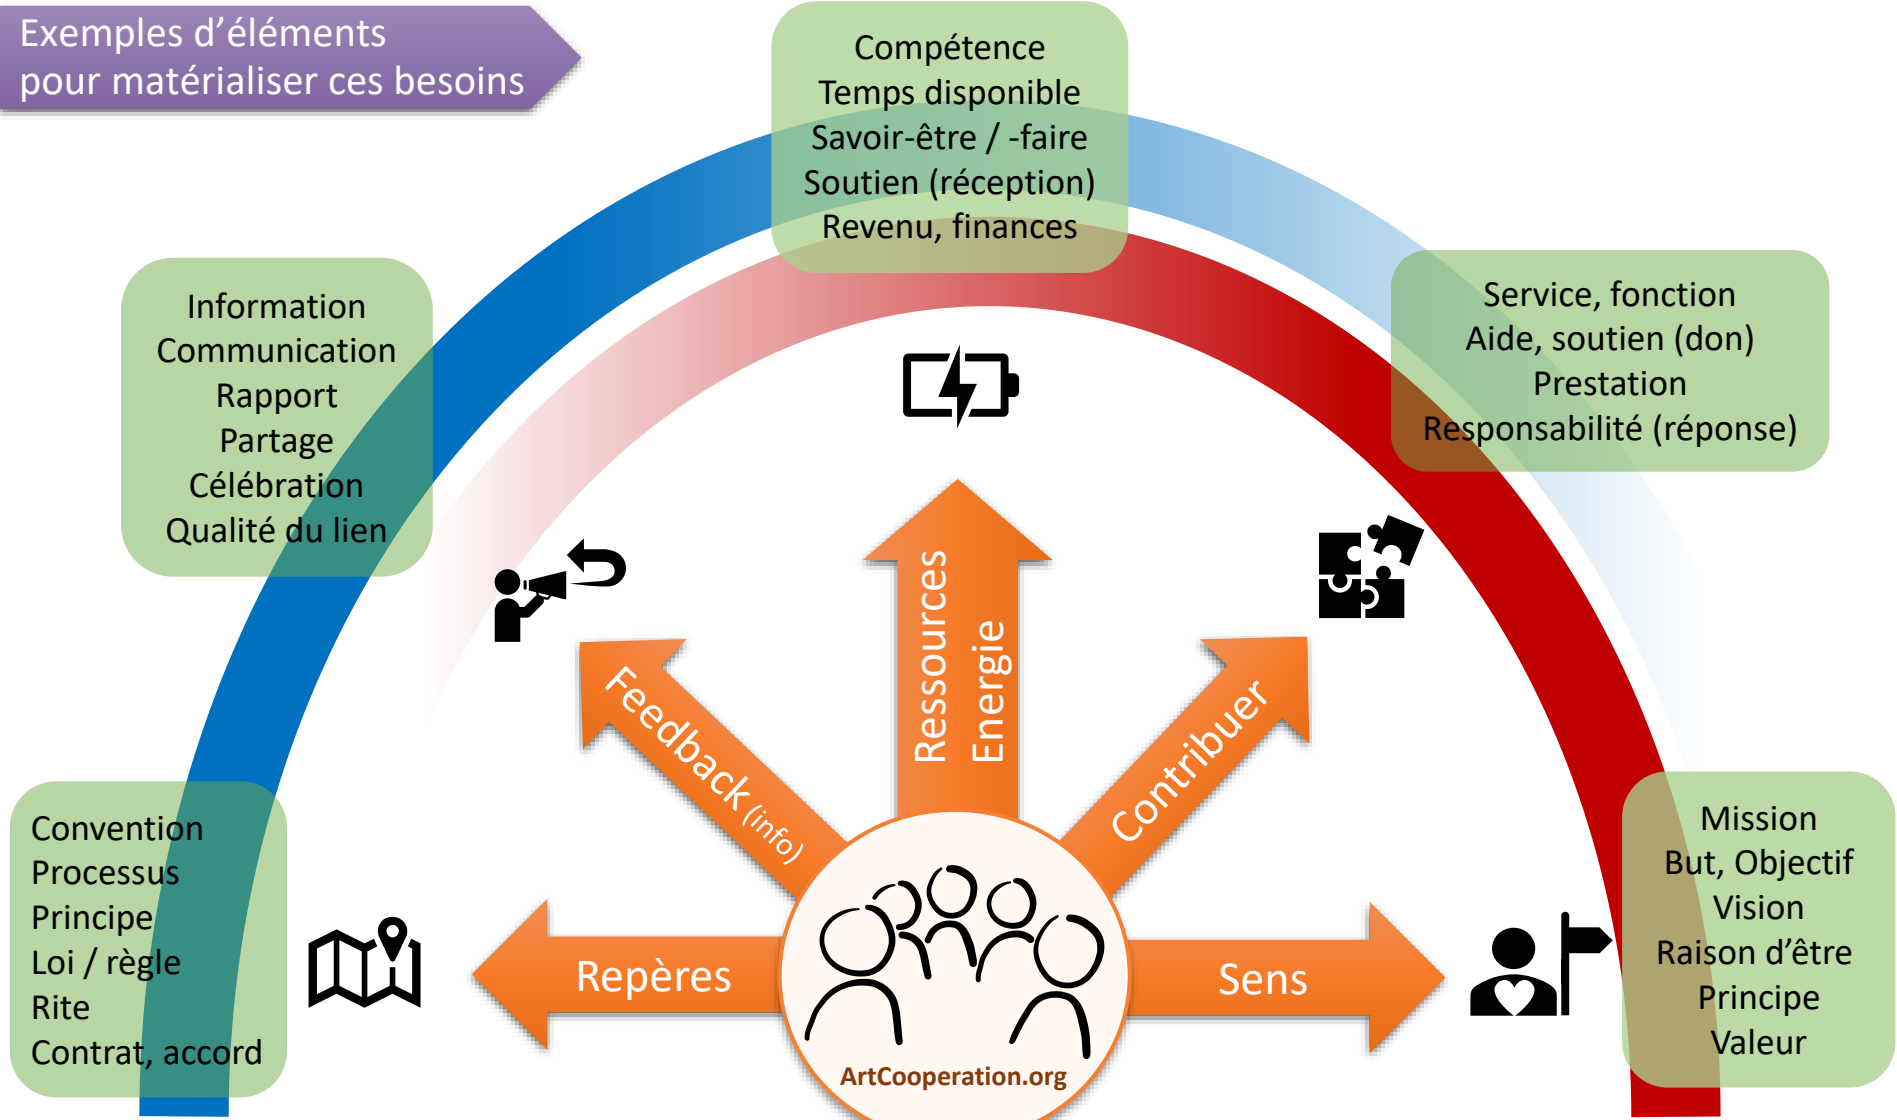 Exemples d’éléments
pour matérialiser ces besoins
Compétence
Temps disponible
Savoir-être / -faire
Soutien (réception)
Revenu, finances
Information
Communication
Rapport
Partage
Célébration
Qualité du lien
Service, fonction
Aide, soutien (don)
Prestation
Responsabilité (réponse)
Convention
Processus
Principe
Loi / règle
Rite
Contrat, accord
Mission
But, Objectif
Vision
Raison d’être
Principe
Valeur
Repères
Feedback (info)
Ressources
Energie
Contribuer
Sens
ArtCooperation.org